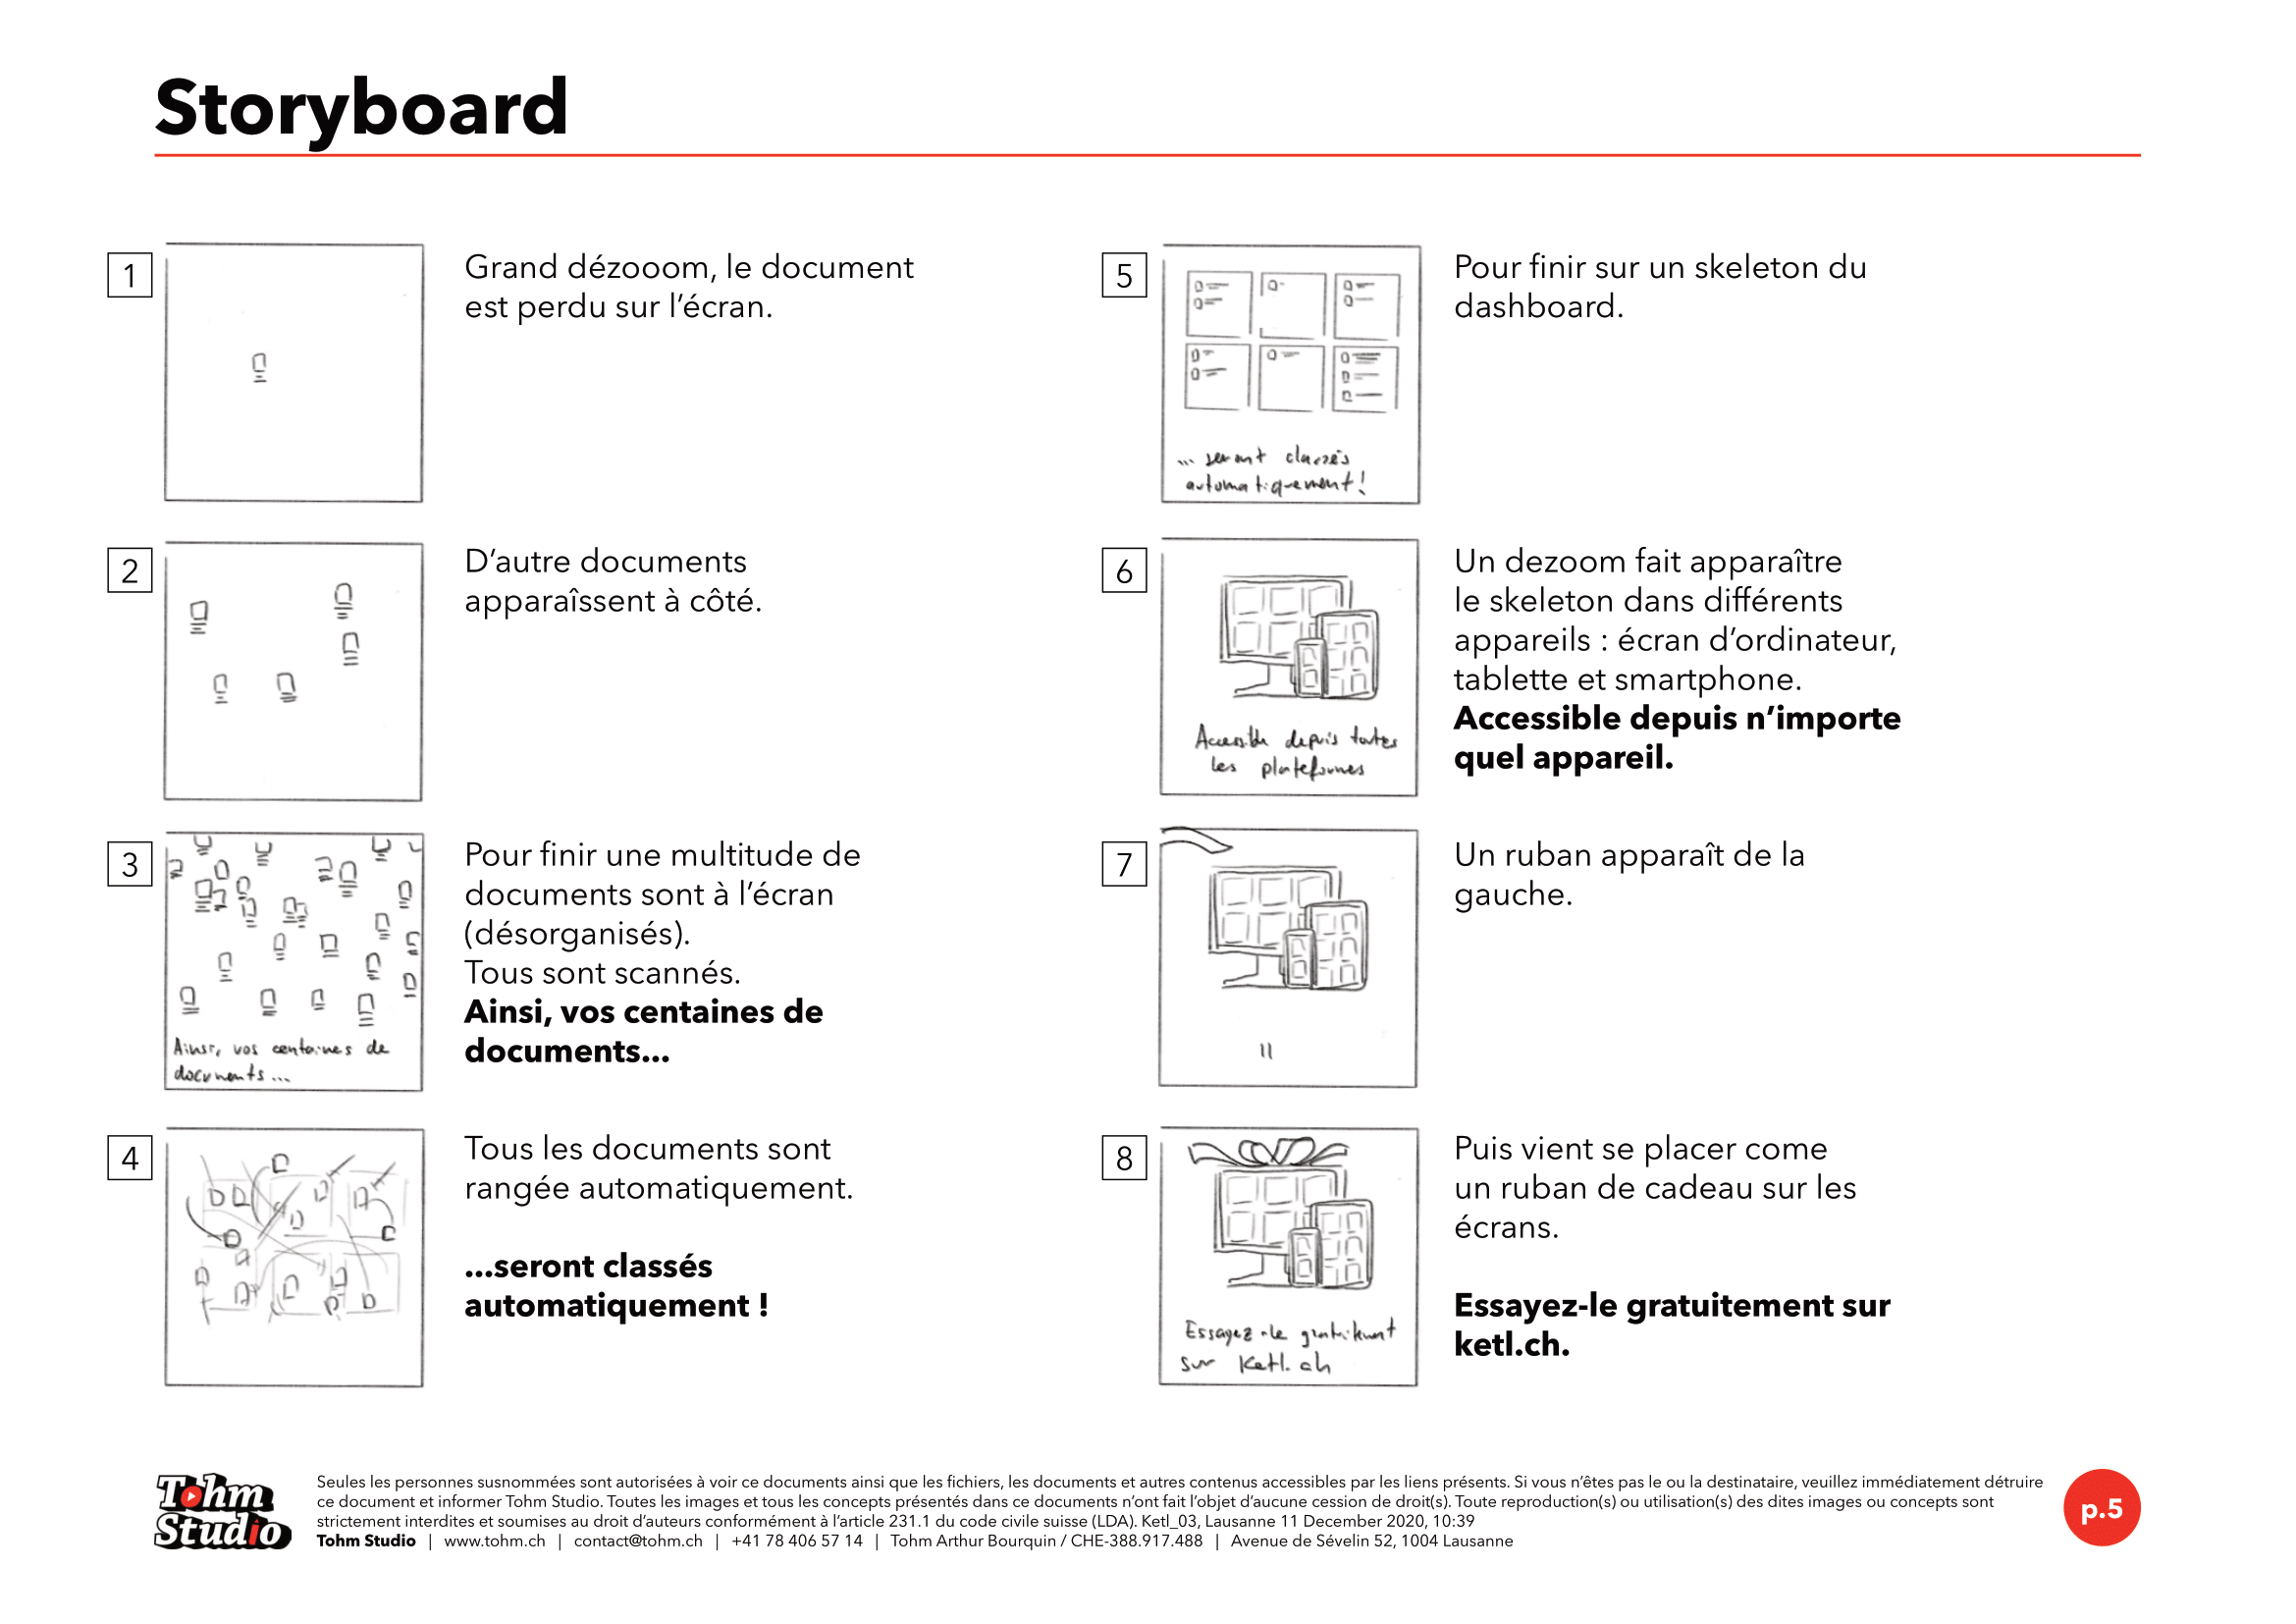 Storyboard
1
Grand dézooom, le document
est perdu sur l’écran.
2
D’autre documents
apparaîssent à côté.
3
Ainsi, vos centaines de
documents...
Pour finir une multitude de
documents sont à l’écran
(désorganisés).
Tous sont scannés.
Ainsi, vos centaines de
documents...
4
Tous les documents sont
rangée automatiquement.
...seront classés
automatiquement !
5
... seront classés
automatiquement!
Pour finir sur un skeleton du
dashboard.
6
Accessible depuis toutes
les plateformes
Un dezoom fait apparaître
le skeleton dans différents
appareils : écran d’ordinateur,
tablette et smartphone.
Accessible depuis n’importe
quel appareil.
7
"
Un ruban apparaît de la
gauche.
8
Essayez-le gratuitement
sur Ketl.ch
Puis vient se placer come
un ruban de cadeau sur les
écrans.
Essayez-le gratuitement sur
ketl.ch.
Tohm
Studio
Seules les personnes susnommées sont autorisées à voir ce documents ainsi que les fichiers, les documents et autres contenus accessibles par les liens présents. Si vous n’êtes pas le ou la destinataire, veuillez immédiatement détruire
ce document et informer Tohm Studio. Toutes les images et tous les concepts présentés dans ce documents n’ont fait l’objet d’aucune cession de droit(s). Toute reproduction(s) ou utilisation(s) des dites images ou concepts sont
strictement interdites et soumises au droit d’auteurs conformément à l’article 231.1 du code civile suisse (LDA). Ketl_03, Lausanne 11 December 2020, 10:39
Tohm Studio | www.tohm.ch | contact@tohm.ch | +41 78 406 57 14 | Tohm Arthur Bourquin / CHE-388.917.488 | Avenue de Sévelin 52, 1004 Lausanne
p.5